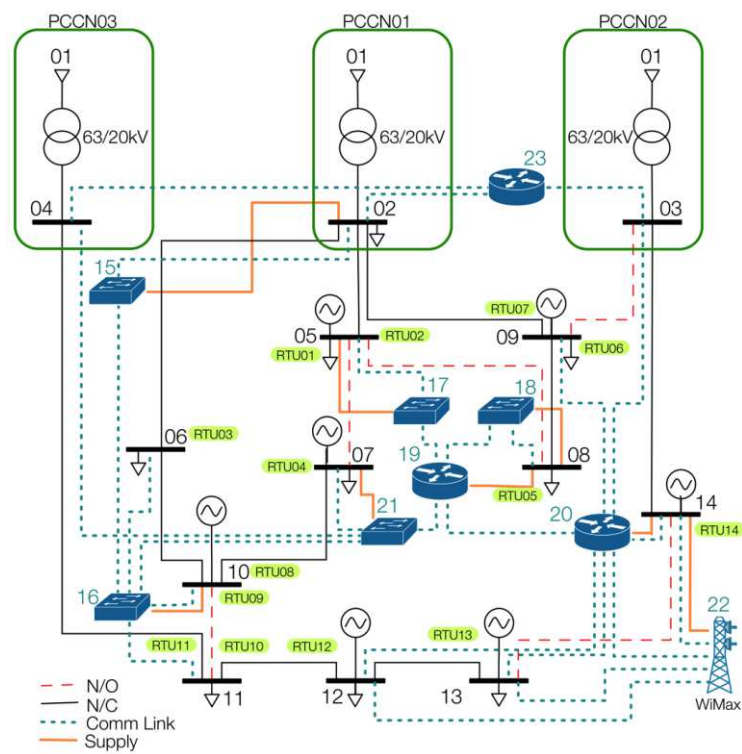 PCCN03
PCCN01
PCCN02
01
01
01
63/20kV
63/20kV
63/20kV
23
04
02
03
15
RTU07
05
RTU02
09
RTU01
RTU06
17
18
06
RTU03
07
19
08
RTU04
RTU05
14
21
20
RTU14
10
RTU08
16
RTU09
22
RTU11
RTU10
RTU12
RTU13
11
12
13
WiMax
N/O
N/C
Comm Link
Supply